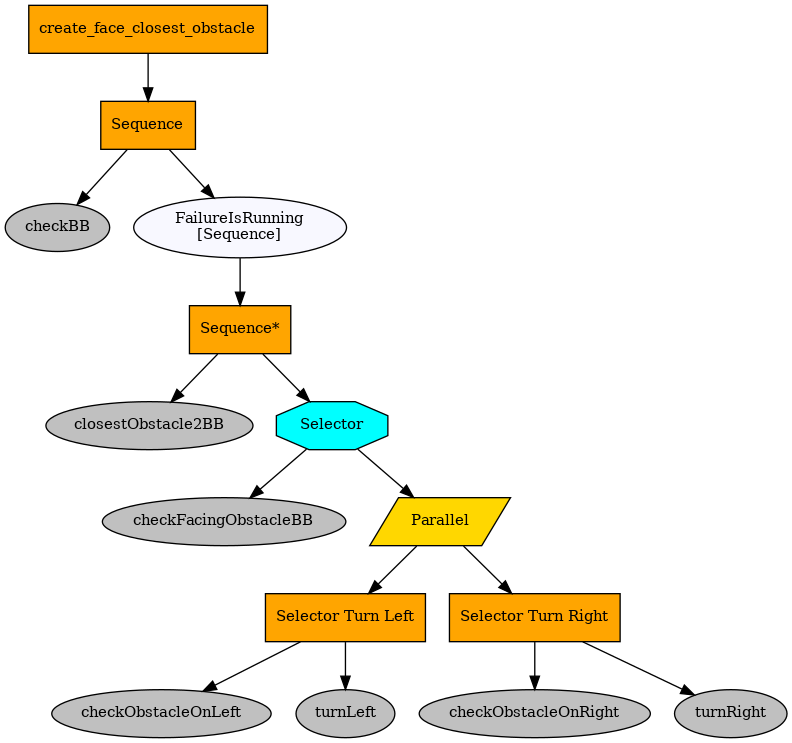 create_face_closest_obstacle
Sequence
checkBB
FailureIsRunning
[Sequence]
Sequence*
closestObstacle2BB
Selector
checkFacingObstacleBB
Parallel
Selector Turn Left
Selector Turn Right
checkObstacleOnLeft
turnLeft
checkObstacleOnRight
turnRight